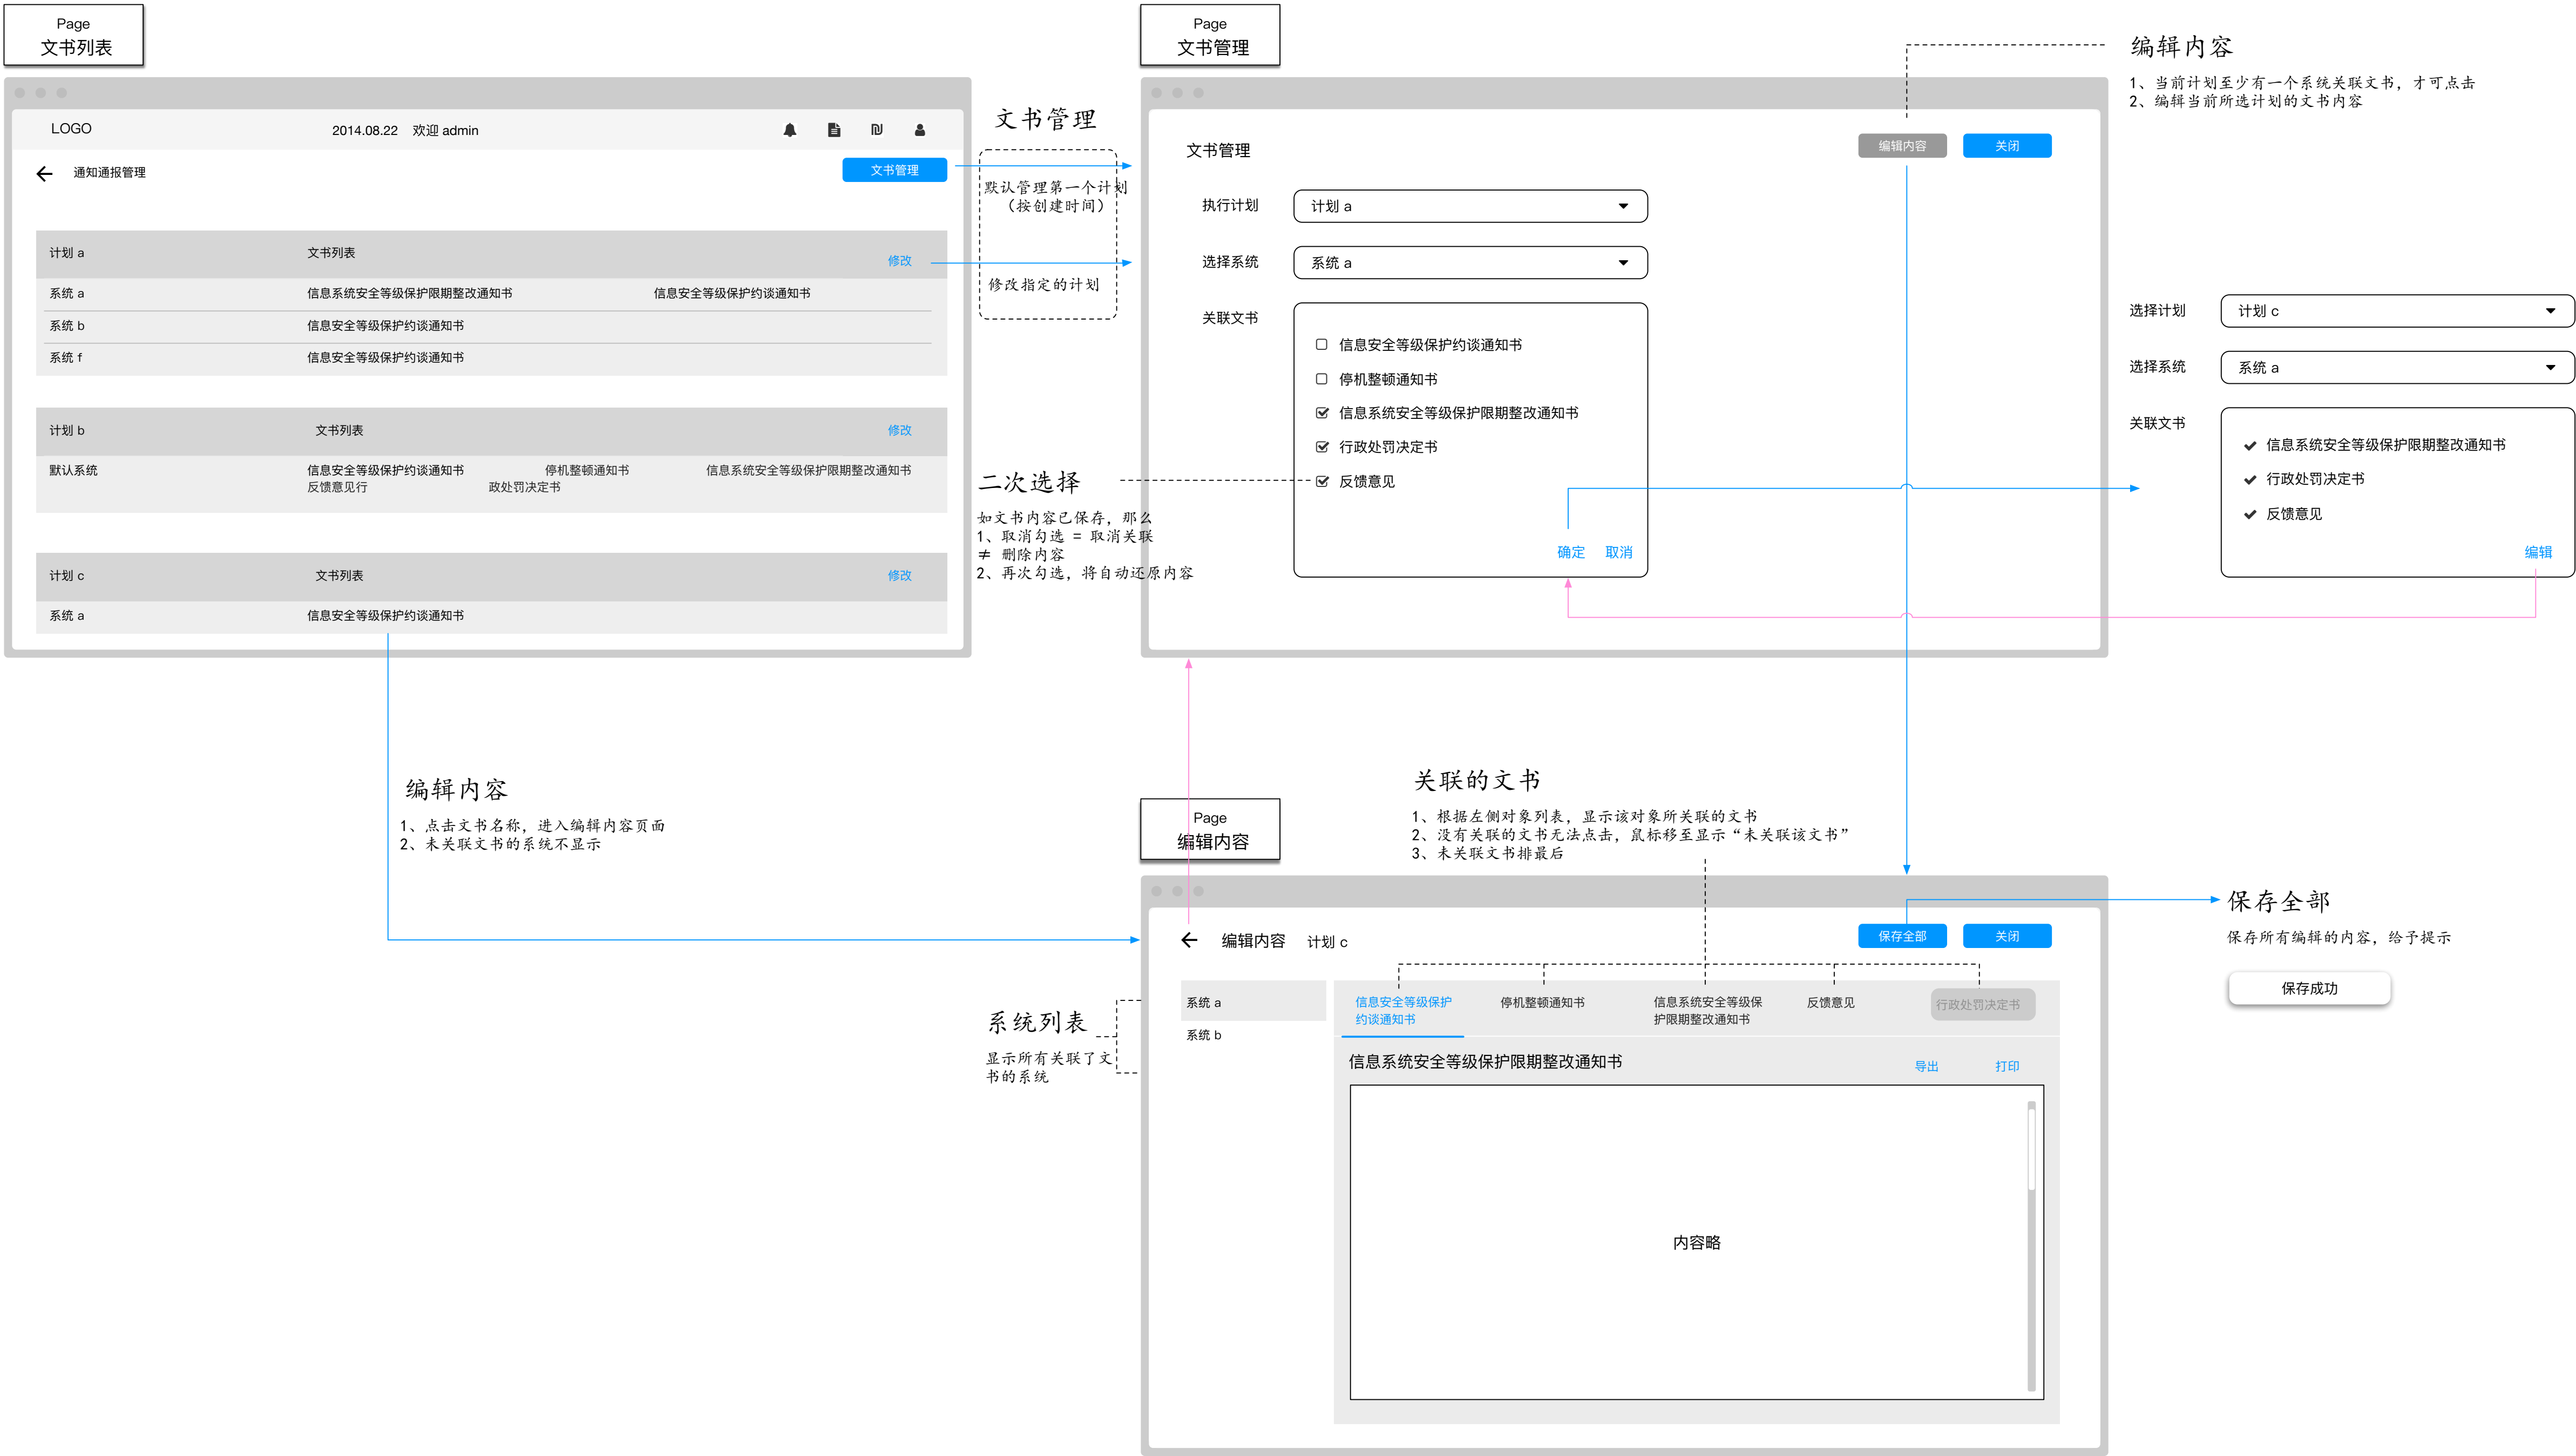 Page
文书列表
LOGO
2014.08.22 欢迎 admin
通知通报管理
文书管理
计划 a
文书列表
修改
系统 a
信息系统安全等级保护限期整改通知书
信息安全等级保护约谈通知书
系统 b
信息安全等级保护约谈通知书
系统 f
信息安全等级保护约谈通知书
计划 b
文书列表
修改
默认系统
信息安全等级保护约谈通知书
停机整顿通知书
信息系统安全等级保护限期整改通知书
反馈意见行
政处罚决定书
计划 c
文书列表
修改
系统 a
信息安全等级保护约谈通知书
文书管理
默认管理第一个计划
（按创建时间）
修改指定的计划
二次选择
如文书内容已保存，那么
1、取消勾选 = 取消关联
≠ 删除内容
2、再次勾选，将自动还原内容
Page
文书管理
文书管理
编辑内容
关闭
执行计划
计划 a
选择系统
系统 a
关联文书
信息安全等级保护约谈通知书
停机整顿通知书
信息系统安全等级保护限期整改通知书
行政处罚决定书
反馈意见
确定
取消
编辑内容
1、当前计划至少有一个系统关联文书，才可点击
2、编辑当前所选计划的文书内容
选择计划
计划 c
选择系统
系统 a
关联文书
信息系统安全等级保护限期整改通知书
行政处罚决定书
反馈意见
编辑
编辑内容
1、点击文书名称，进入编辑内容页面
2、未关联文书的系统不显示
关联的文书
1、根据左侧对象列表，显示该对象所关联的文书
2、没有关联的文书无法点击，鼠标移至显示“未关联该文书”
3、未关联文书排最后
Page
编辑内容
编辑内容
计划 c
保存全部
关闭
系统 a
系统 b
信息安全等级保护
约谈通知书
停机整顿通知书
信息系统安全等级保
护限期整改通知书
反馈意见
行政处罚决定书
信息系统安全等级保护限期整改通知书
导出
打印
内容略
系统列表
显示所有关联了文
书的系统
保存全部
保存所有编辑的内容，给予提示
保存成功